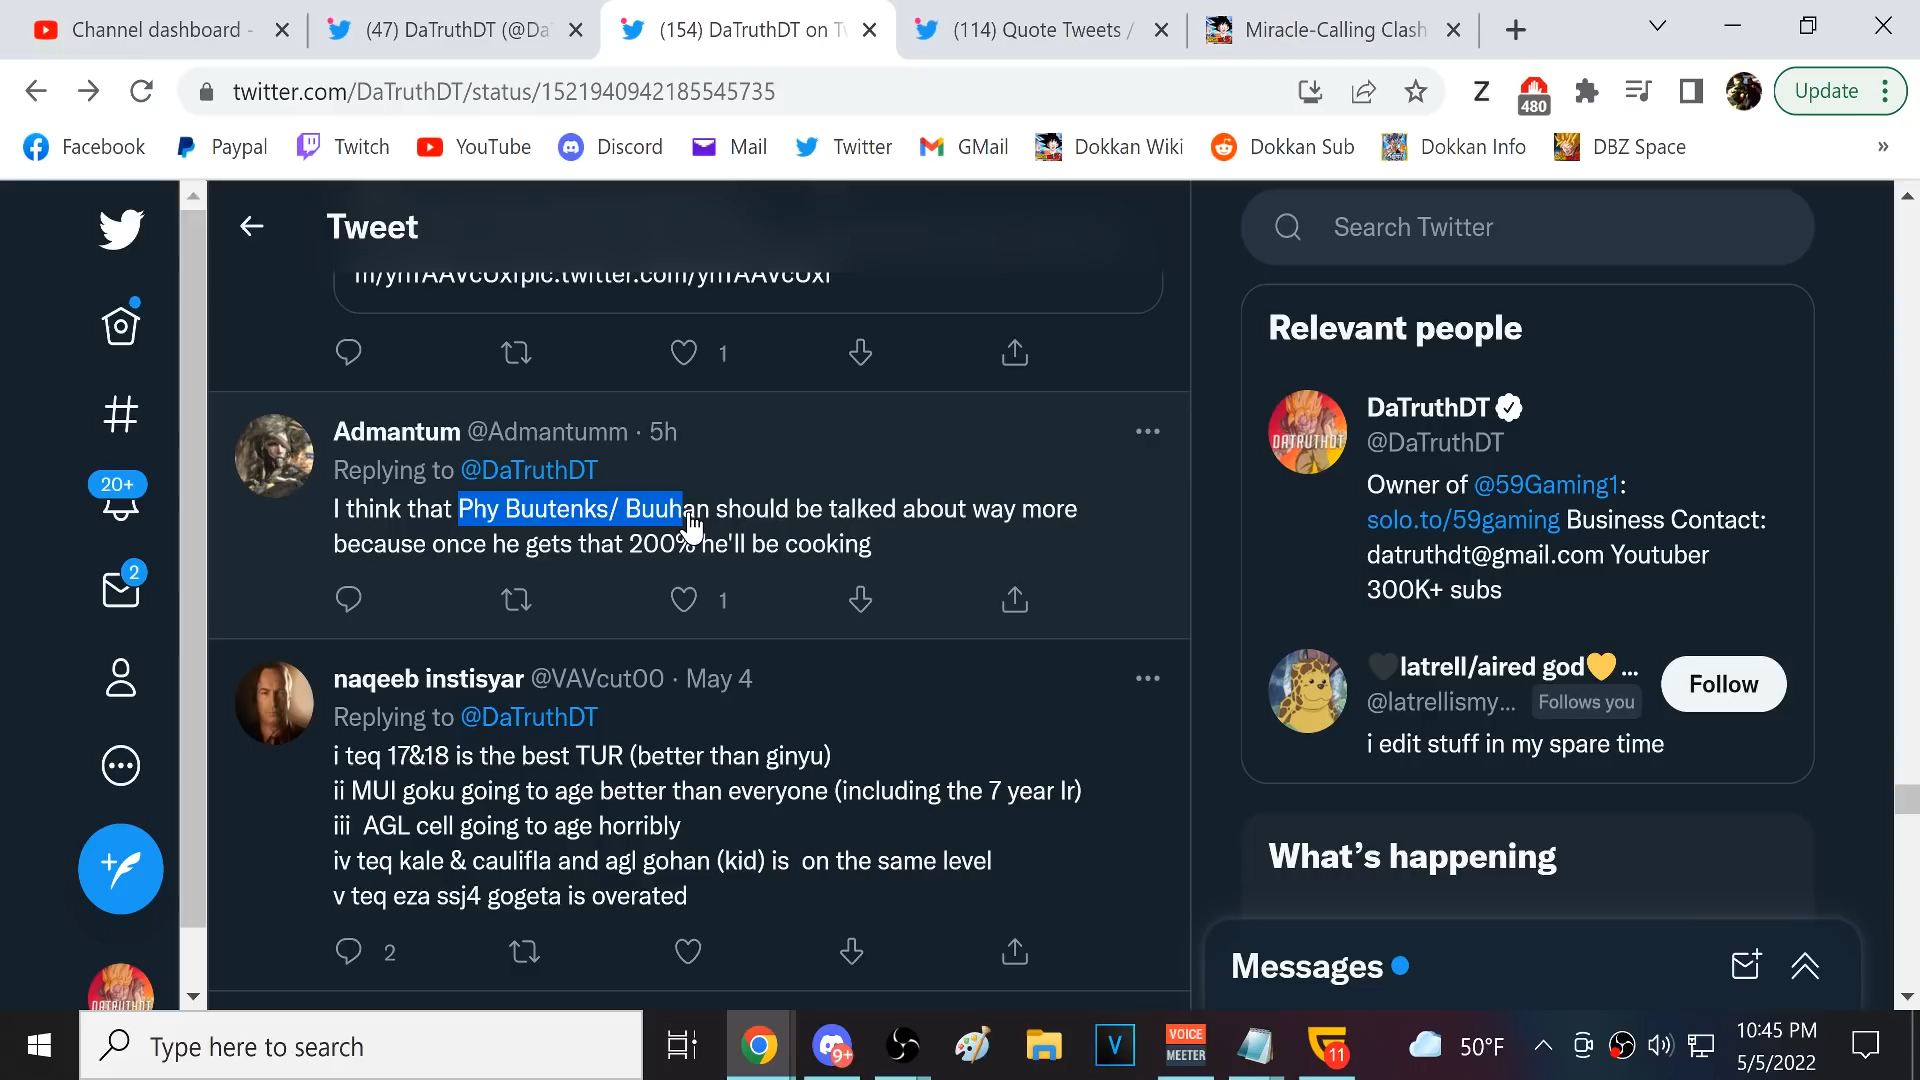 Channel dashboard -
(47) DaTruthDT (@Da
(154) DaTruthDT on Tw
(114) Quote Tweets /
Miracle-Calling Clash
twitter.com/DaTruthDT/status/1521940942185545735
Z
480
Update
Facebook
Paypal
Twitch
YouTube
Discord
Mail
Twitter
GMail
Dokkan Wiki
Dokkan Sub
Dokkan Info
DBZ Space
»
Tweet
Search Twitter
1
Relevant people
DaTruthDT
@DaTruthDT
Owner of @59Gaming1:
solo.to/59gaming Business Contact:
datruthdt@gmail.com Youtuber
300K+ subs
Admantum @Admantumm · 5h
Replying to @DaTruthDT
I think that Phy Buutenks/ Buuhan should be talked about way more
because once he gets that 200% he'll be cooking
1
latrell/aired god🧡...
@latrellismy...
Follows you
Follow
i edit stuff in my spare time
naqeeb instisyar @VAVcut00 · May 4
Replying to @DaTruthDT
i teq 17&18 is the best TUR (better than ginyu)
ii MUI goku going to age better than everyone (including the 7 year lr)
iii AGL cell going to age horribly
iv teq kale & caulifla and agl gohan (kid) is on the same level
v teq eza ssj4 gogeta is overated
2
20+
2
DATRUTHDT
What's happening
Messages
Type here to search
9+
V
VOICE
MEETER
11
50°F
10:45 PM
5/5/2022